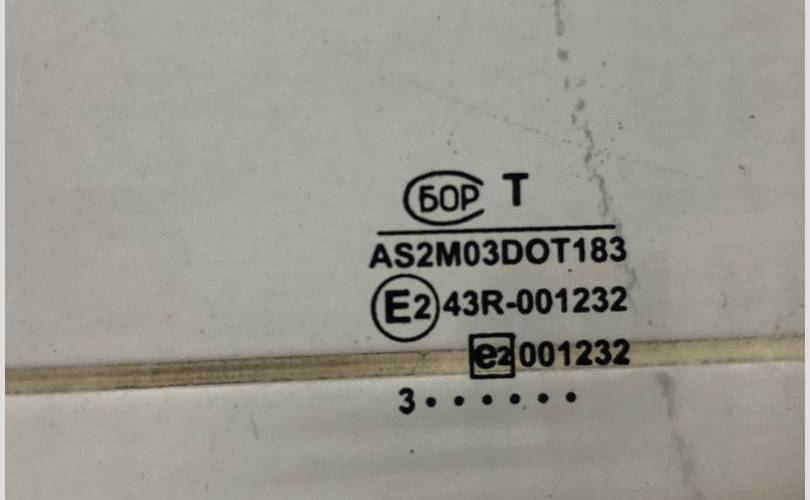 БОР T
AS2M03DOT183
E2 43R-001232
e2 001232
3 • • • • • •